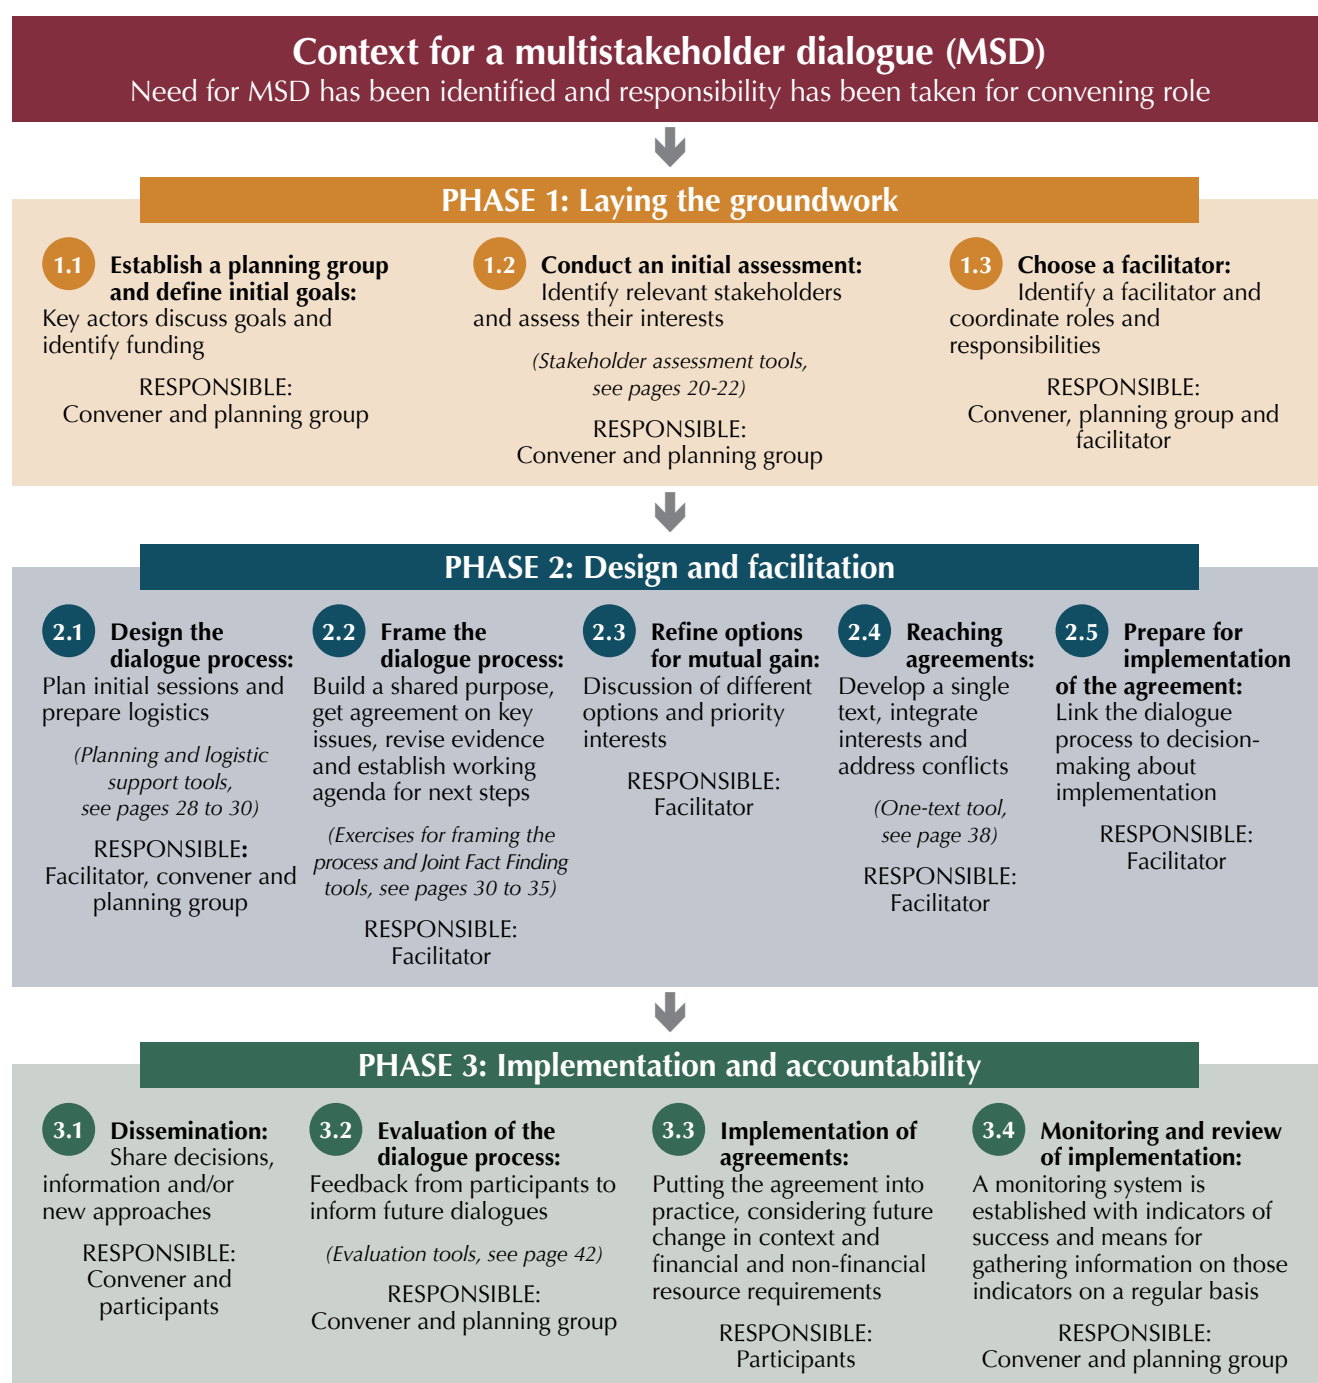 Context for a multistakeholder dialogue (MSD)
Need for MSD has been identified and responsibility has been taken for convening role
PHASE 1: Laying the groundwork
1.1 Establish a planning group
and define initial goals:
Key actors discuss goals and
identify funding
RESPONSIBLE:
Convener and planning group
1.2 Conduct an initial assessment:
Identify relevant stakeholders
and assess their interests
(Stakeholder assessment tools,
see pages 20-22)
RESPONSIBLE:
Convener and planning group
1.3 Choose a facilitator:
Identify a facilitator and
coordinate roles and
responsibilities
RESPONSIBLE:
Convener, planning group and
facilitator
PHASE 2: Design and facilitation
2.1 Design the
dialogue process:
Plan initial sessions and
prepare logistics
(Planning and logistic
support tools,
see pages 28 to 30)
RESPONSIBLE:
Facilitator, convener and
planning group
2.2 Frame the
dialogue process:
Build a shared purpose,
get agreement on key
issues, revise evidence
and establish working
agenda for next steps
(Exercises for framing the
process and Joint Fact Finding
tools, see pages 30 to 35)
RESPONSIBLE:
Facilitator
2.3 Refine options
for mutual gain:
Discussion of different
options and priority
interests
RESPONSIBLE:
Facilitator
2.4 Reaching
agreements:
Develop a single
text, integrate
interests and
address conflicts
(One-text tool,
see page 38)
RESPONSIBLE:
Facilitator
2.5 Prepare for
implementation
of the agreement:
Link the dialogue
process to decision-
making about
implementation
RESPONSIBLE:
Facilitator
PHASE 3: Implementation and accountability
3.1 Dissemination:
Share decisions,
information and/or
new approaches
RESPONSIBLE:
Convener and
participants
3.2 Evaluation of the
dialogue process:
Feedback from participants to
inform future dialogues
(Evaluation tools, see page 42)
RESPONSIBLE:
Convener and planning group
3.3 Implementation of
agreements:
Putting the agreement into
practice, considering future
change in context and
financial and non-financial
resource requirements
RESPONSIBLE:
Participants
3.4 Monitoring and review
of implementation:
A monitoring system is
established with indicators of
success and means for
gathering information on those
indicators on a regular basis
RESPONSIBLE:
Convener and planning group